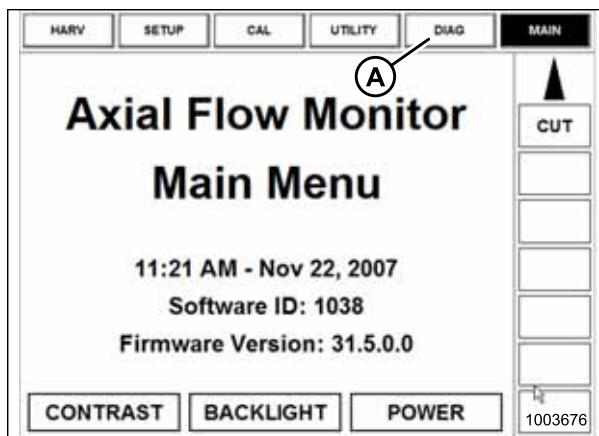 HARV SETUP CAL UTILITY DIAG MAIN
A
Axial Flow Monitor
CUT
Main Menu
11:21 AM - Nov 22, 2007
Software ID: 1038
Firmware Version: 31.5.0.0
CONTRAST BACKLIGHT POWER
1003676